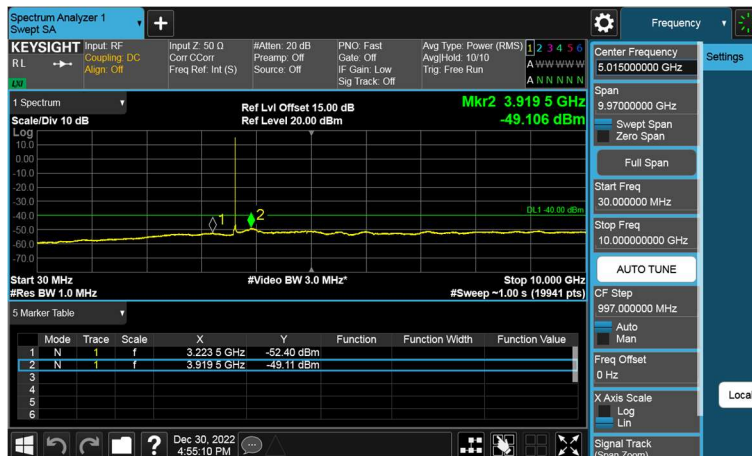 Spectrum Analyzer 1
Swept SA
Frequency
KEYSIGHT
RL
LXI
Input: RF
Coupling: DC
Align: Off
Input Z: 50 Ω
Corr CCorr
Freq Ref: Int (S)
#Atten: 20 dB
Preamp: Off
Source: Off
PNO: Fast
Gate: Off
IF Gain: Low
Sig Track: Off
Avg Type: Power (RMS)
Avg|Hold: 10/10
Trig: Free Run
1 2 3 4 5 6
A W W W W W
A N N N N N
1 Spectrum
Scale/Div 10 dB
Ref Lvl Offset 15.00 dB
Ref Level 20.00 dBm
Mkr2 3.919 5 GHz
-49.106 dBm
Log
10.0
0.00
-10.0
-20.0
-30.0
-40.0
-50.0
-60.0
-70.0
1
2
DL1 -40.00 dBm
Start 30 MHz
#Res BW 1.0 MHz
#Video BW 3.0 MHz*
Stop 10.000 GHz
#Sweep ~1.00 s (19941 pts)
5 Marker Table
Mode Trace Scale X Y Function Function Width Function Value
1 N 1 f 3.223 5 GHz -52.40 dBm
2 N 1 f 3.919 5 GHz -49.11 dBm
3
4
5
6
Dec 30, 2022
4:55:10 PM
Center Frequency
5.015000000 GHz
Settings
Span
9.97000000 GHz
Swept Span
Zero Span
Full Span
Start Freq
30.000000 MHz
Stop Freq
10.000000000 GHz
AUTO TUNE
CF Step
997.000000 MHz
Auto
Man
Freq Offset
0 Hz
X Axis Scale
Log
Lin
Local
Signal Track
(Span Zoom)